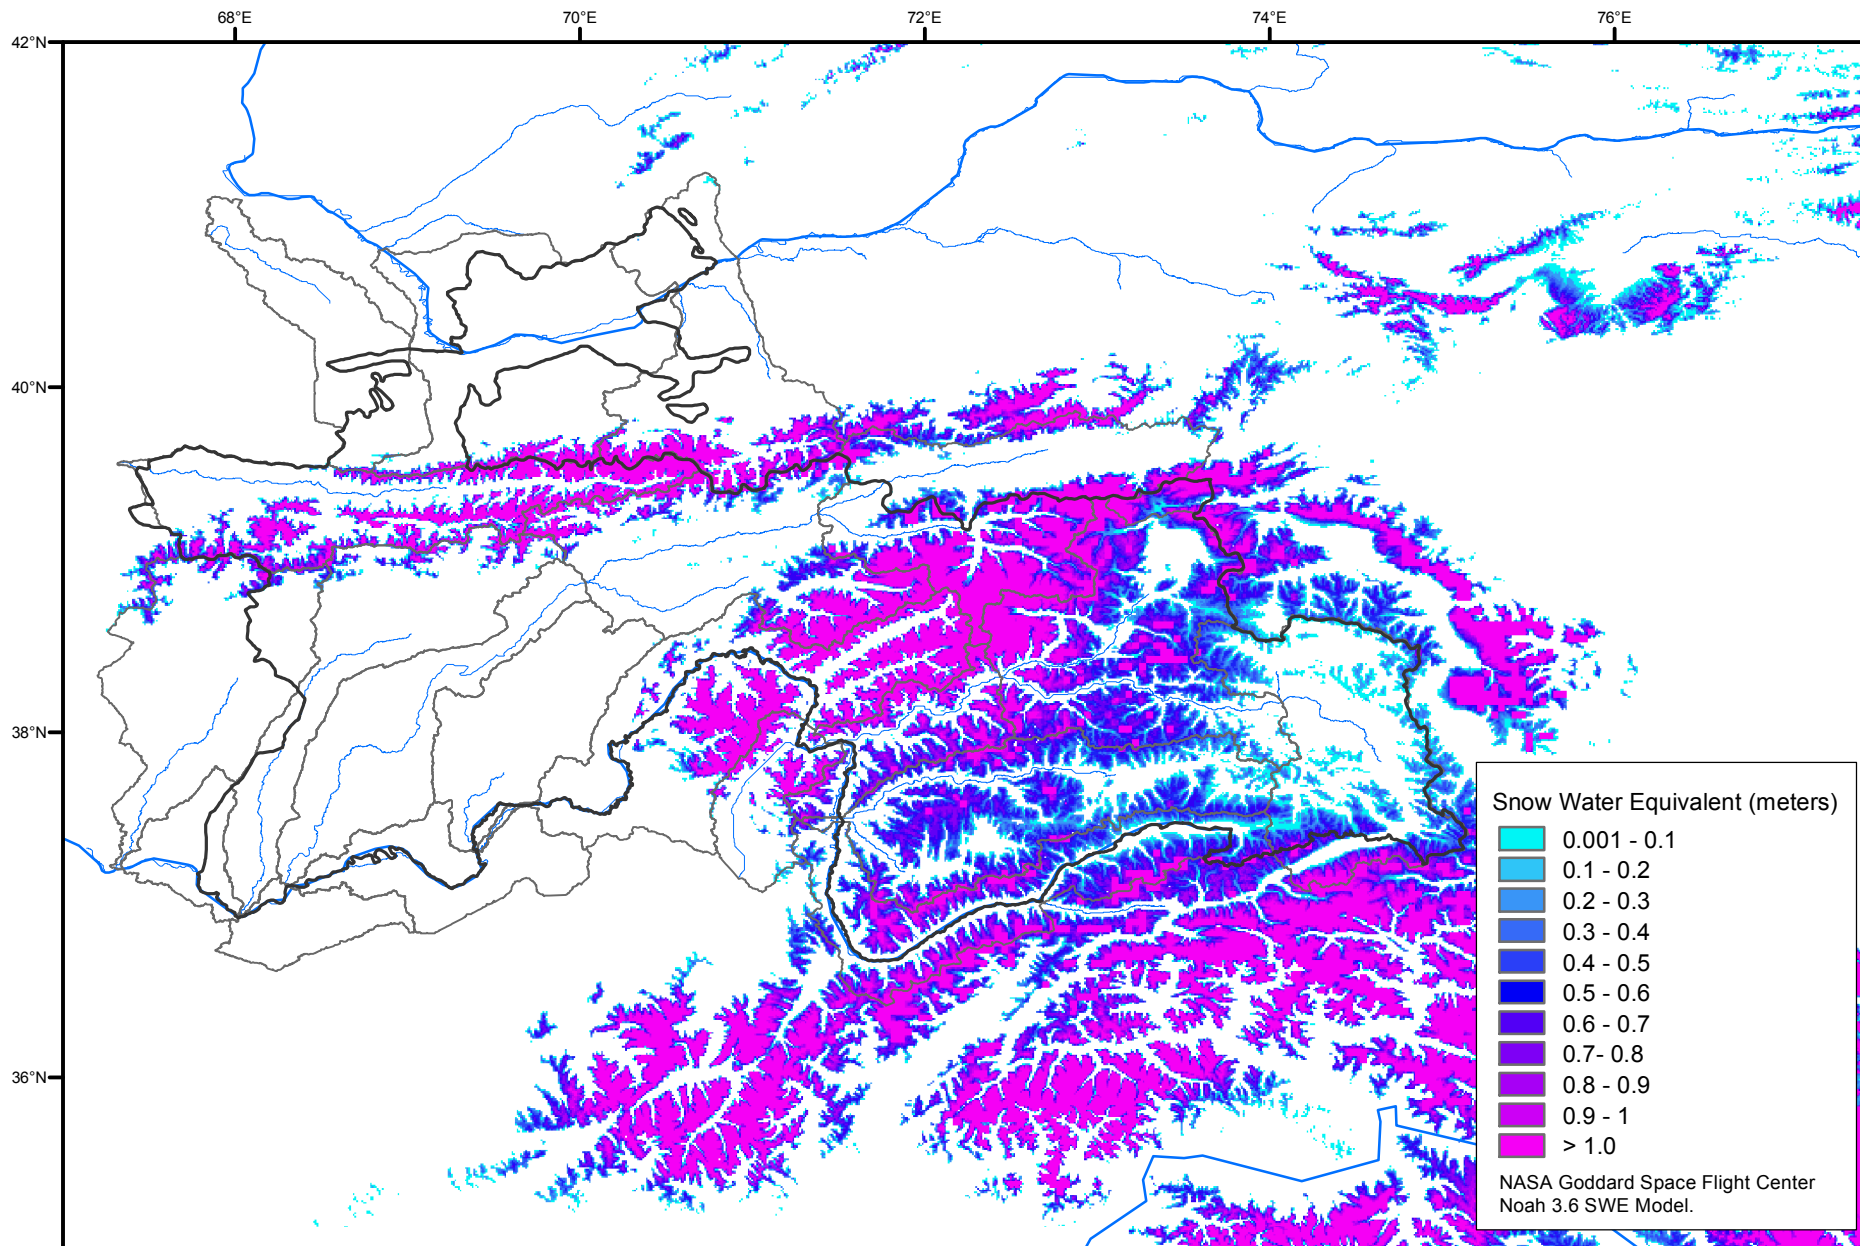 68°E
70°E
72°E
74°E
76°E
42°N
40°N
38°N
36°N
Snow Water Equivalent (meters)
0.001 - 0.1
0.1 - 0.2
0.2 - 0.3
0.3 - 0.4
0.4 - 0.5
0.5 - 0.6
0.6 - 0.7
0.7- 0.8
0.8 - 0.9
0.9 - 1
> 1.0
NASA Goddard Space Flight Center
Noah 3.6 SWE Model.